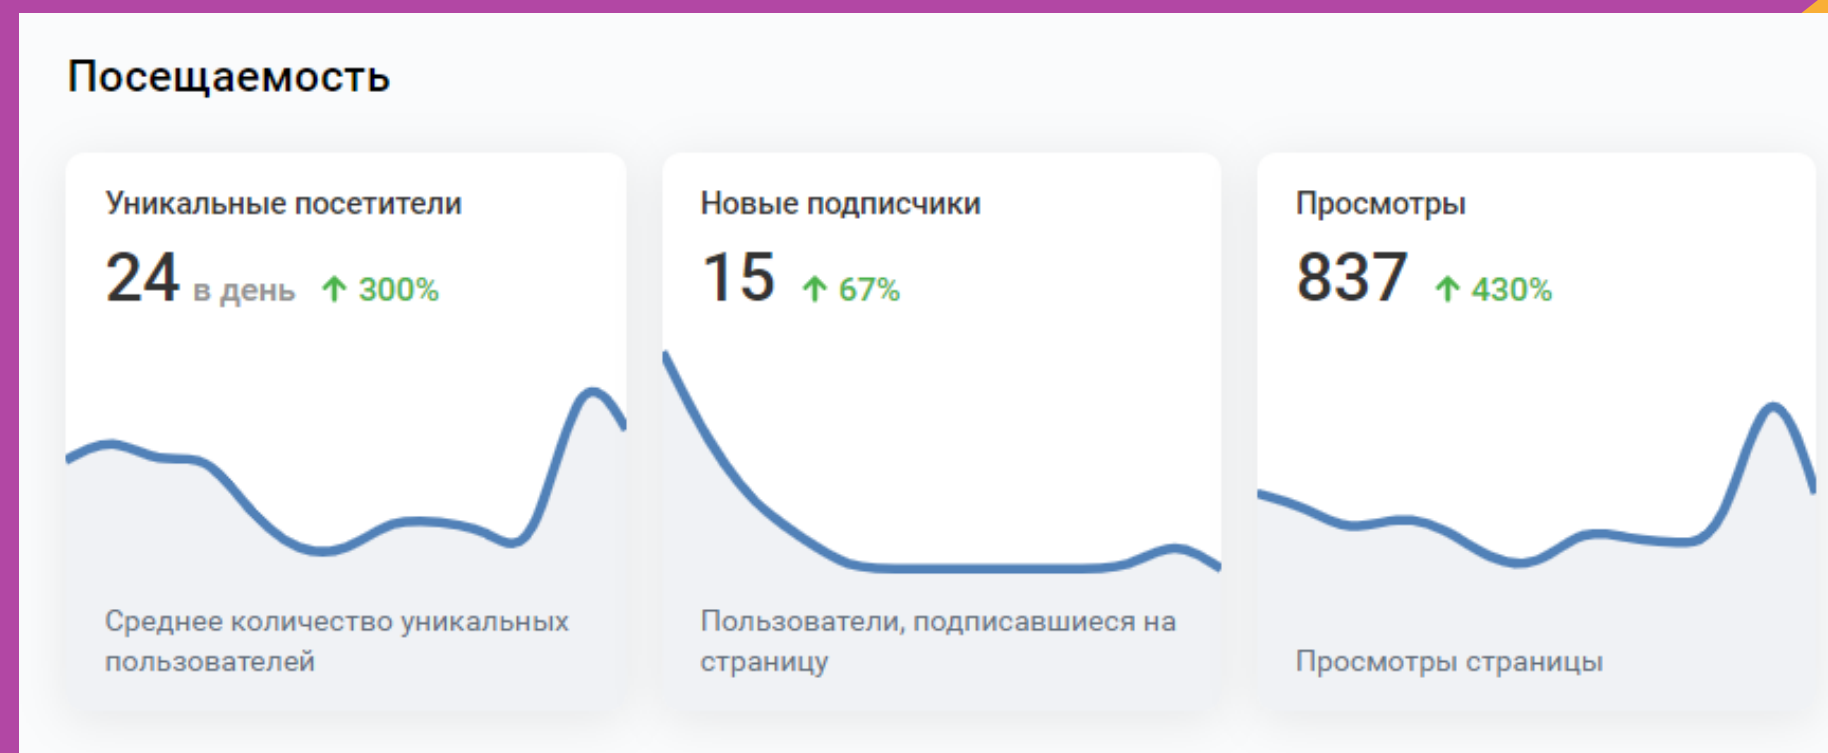 Посещаемость
Уникальные посетители
24 в день ↑ 300%
Среднее количество уникальных
пользователей
Новые подписчики
15 ↑ 67%
Пользователи, подписавшиеся на
страницу
Просмотры
837 ↑ 430%
Просмотры страницы